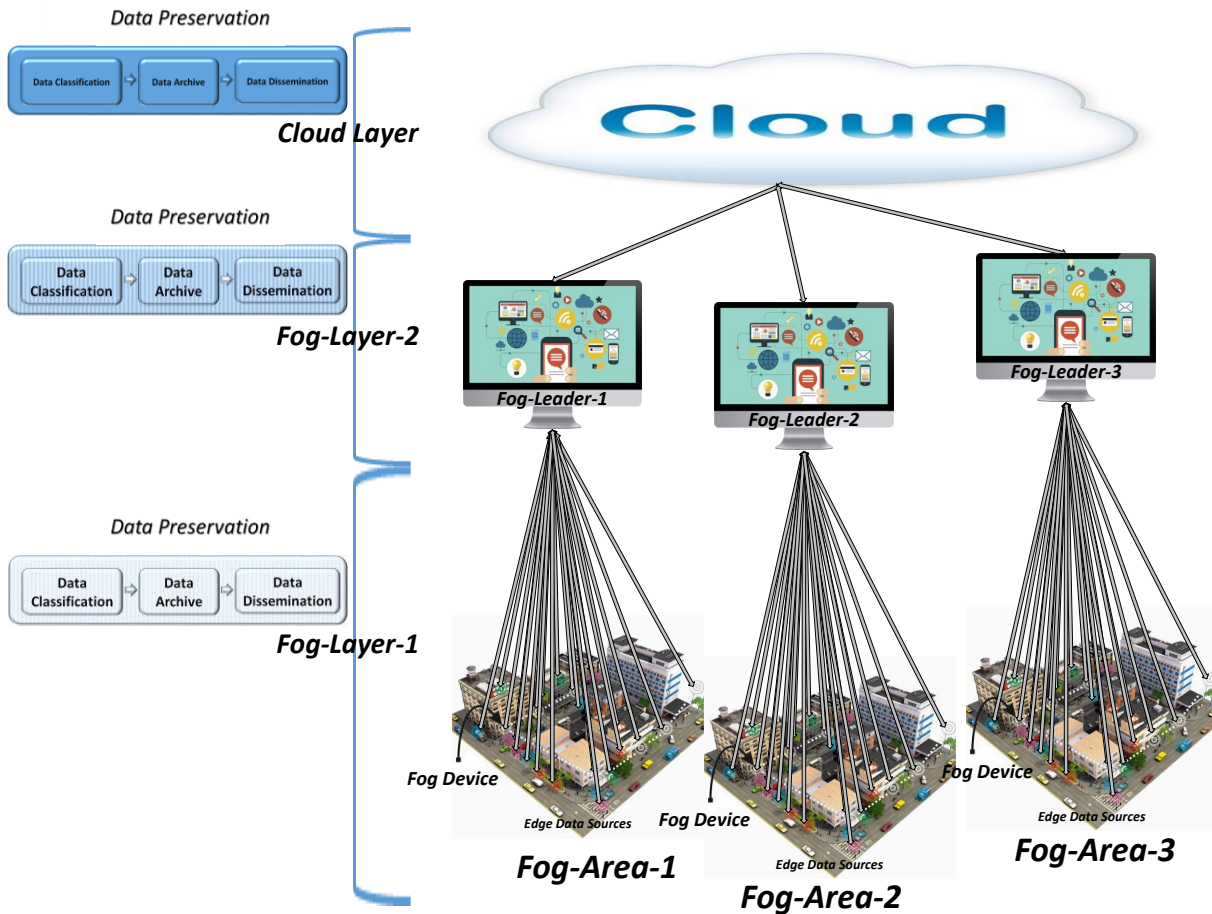 Data Preservation
Data Classification
Data Archive
Data Dissemination
Cloud Layer
Cloud
Data Preservation
Data
Classification
Data
Archive
Data
Dissemination
Fog-Layer-2
Fog-Leader-1
Fog-Leader-2
Fog-Leader-3
Data Preservation
Data
Classification
Data
Archive
Data
Dissemination
Fog-Layer-1
Fog Device
Edge Data Sources
Fog-Area-1
Fog Device
Edge Data Sources
Fog-Area-2
Fog Device
Edge Data Sources
Fog-Area-3